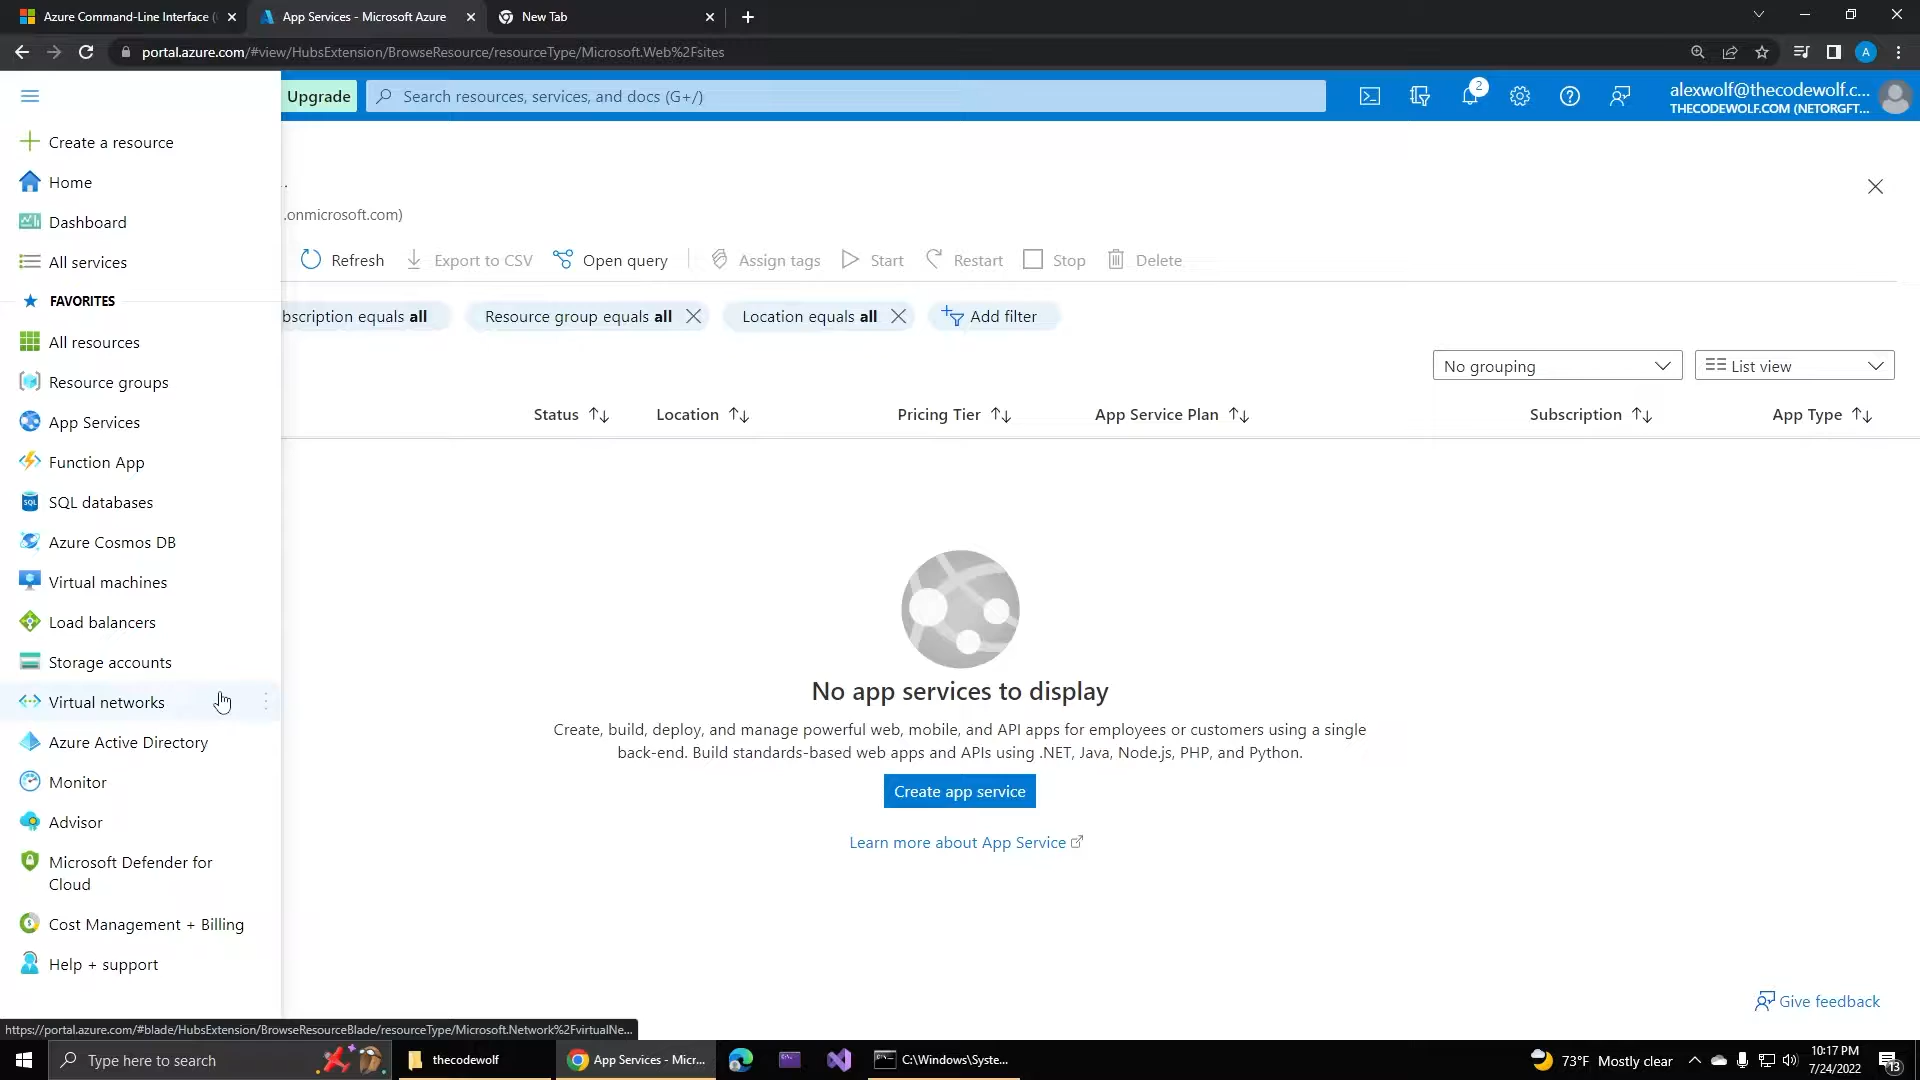 Azure Command-Line Interface (
App Services - Microsoft Azure
New Tab
portal.azure.com/#view/HubsExtension/BrowseResource/resourceType/Microsoft.Web%2Fsites
A
Upgrade
Search resources, services, and docs (G+/)
2
alexwolf@thecodewolf.c...
THECODEWOLF.COM (NETORGFT...
Create a resource
Home
Dashboard
All services
FAVORITES
All resources
Resource groups
App Services
Function App
SQL databases
Azure Cosmos DB
Virtual machines
Load balancers
Storage accounts
Virtual networks
Azure Active Directory
Monitor
Advisor
Microsoft Defender for
Cloud
Cost Management + Billing
Help + support
.onmicrosoft.com)
Refresh
Export to CSV
Open query
Assign tags
Start
Restart
Stop
Delete
bscription equals all
Resource group equals all
Location equals all
Add filter
No grouping
List view
Status
Location
Pricing Tier
App Service Plan
Subscription
App Type
No app services to display
Create, build, deploy, and manage powerful web, mobile, and API apps for employees or customers using a single
back-end. Build standards-based web apps and APIs using .NET, Java, Node.js, PHP, and Python.
Create app service
Learn more about App Service
Give feedback
https://portal.azure.com/#blade/HubsExtension/BrowseResourceBlade/resourceType/Microsoft.Network%2FvirtualNe...
Type here to search
thecodewolf
App Services - Micr...
C:\Windows\Syste...
73°F Mostly clear
10:17 PM
7/24/2022
13